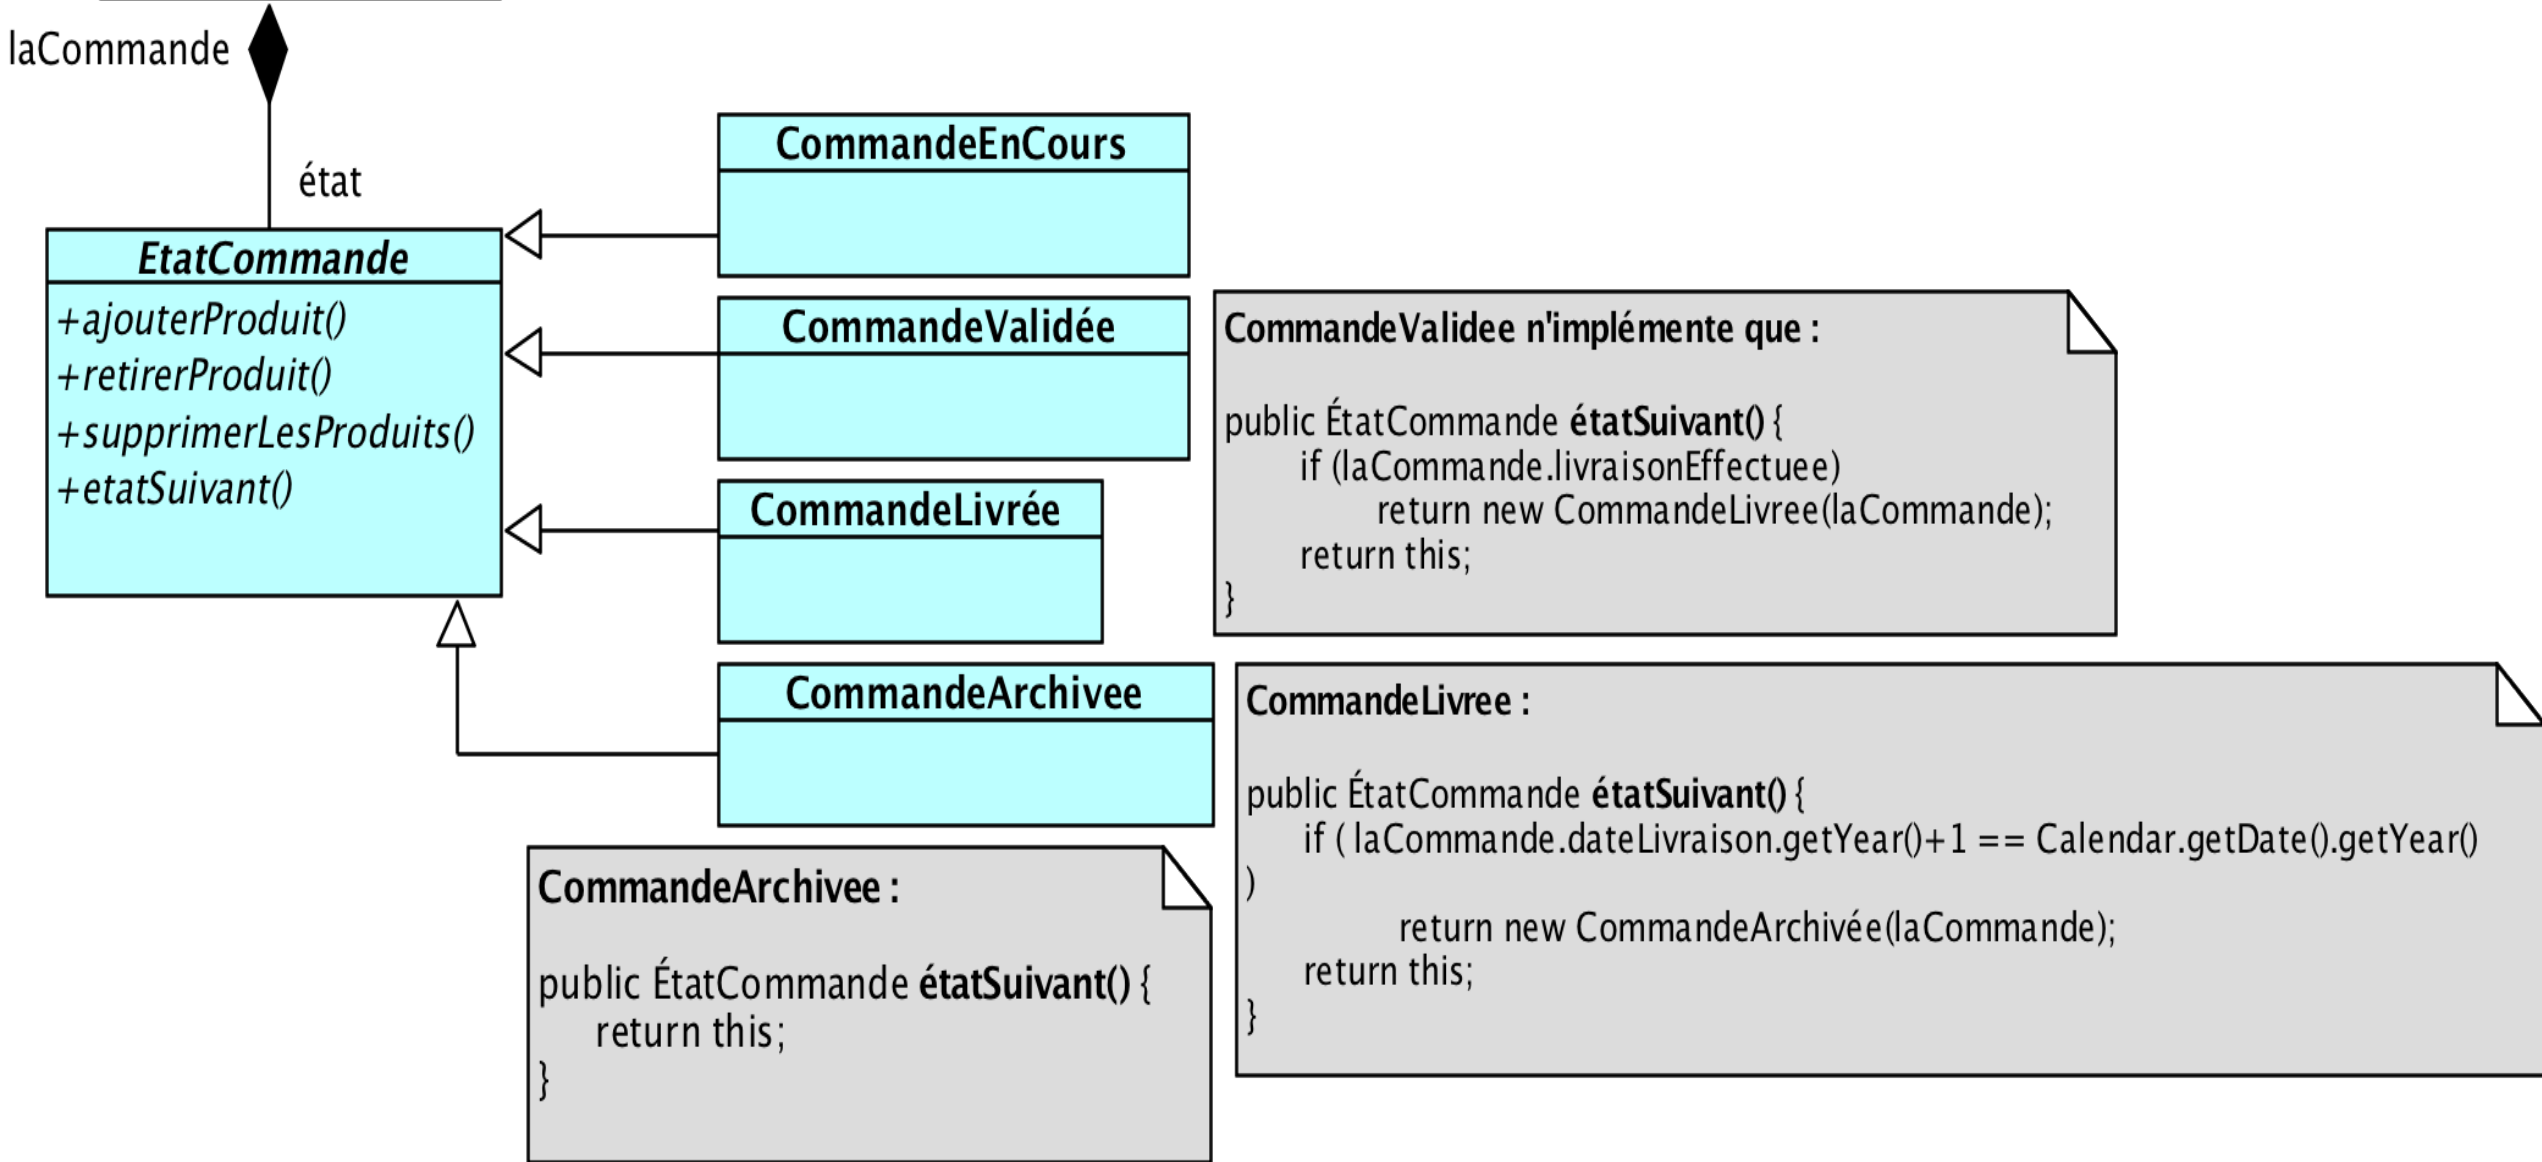 laCommande
état
EtatCommande
+ajouterProduit()
+retirerProduit()
+supprimerLesProduits()
+etatSuivant()
CommandeEnCours
CommandeValidée
CommandeLivrée
CommandeArchivee
CommandeValidee n'implémente que :
public ÉtatCommande étatSuivant() {
if (laCommande.livraisonEffectuee)
return new CommandeLivree(laCommande);
return this;
}
CommandeLivree :
public ÉtatCommande étatSuivant() {
if ( laCommande.dateLivraison.getYear()+1 == Calendar.getDate().getYear()
)
return new CommandeArchivée(laCommande);
return this;
}
CommandeArchivee :
public ÉtatCommande étatSuivant() {
return this;
}